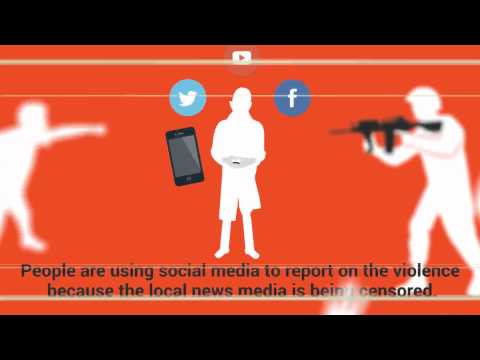 People are using social media to report on the violence
because the local news media is being censored.